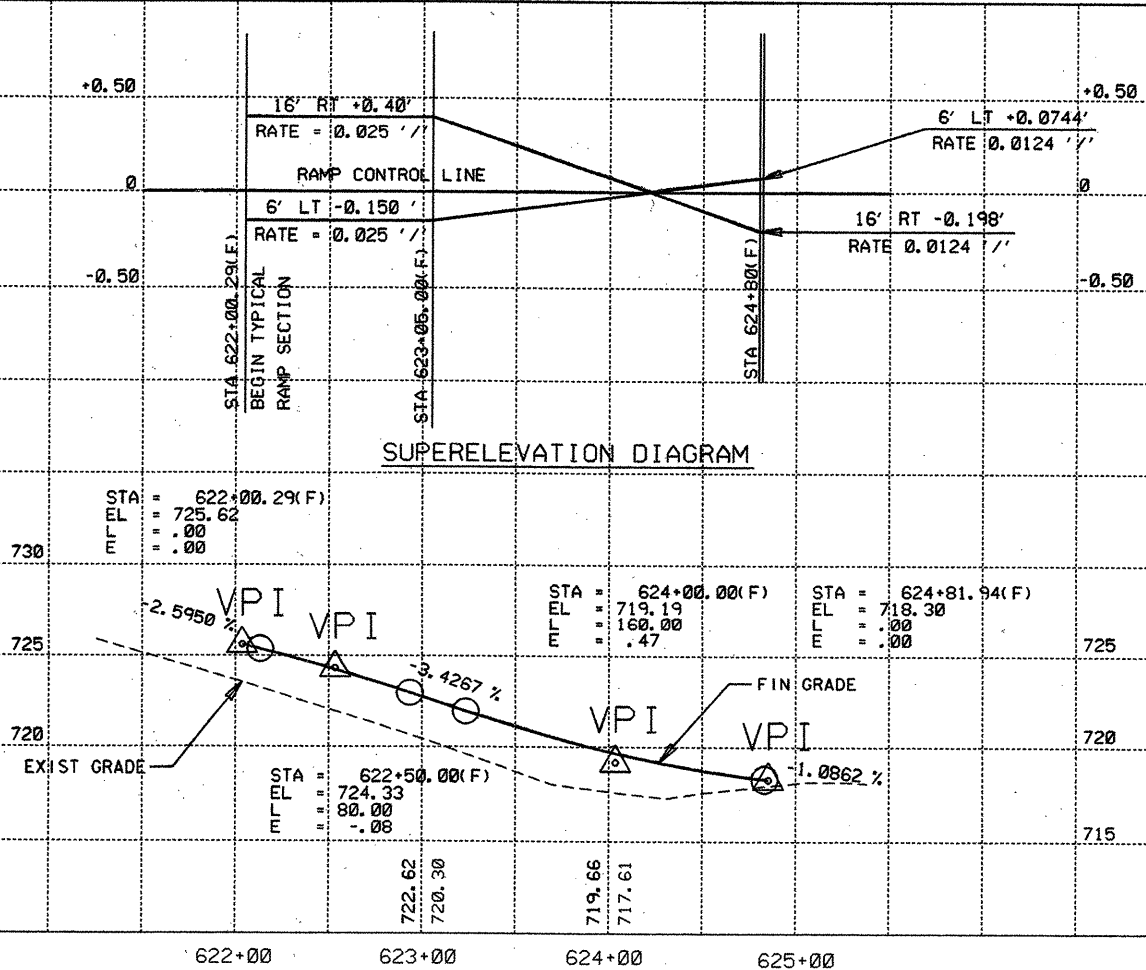 +0.50
+0.50
16' RT +0.40'
RATE = 0.025 '/'
6' LT +0.0744'
RATE 0.0124 '/'
RAMP CONTROL LINE
0
0
6' LT -0.150 '
RATE = 0.025 '/'
16' RT -0.198'
RATE 0.0124 '/'
-0.50
-0.50
STA 622+00.29(F)
BEGIN TYPICAL
RAMP SECTION
STA 623+05.00(F)
STA 624+80(F)
SUPERELEVATION DIAGRAM
STA = 622+00.29(F)
EL = 725.62
L = .00
E = .00
730
STA = 624+00.00(F)
EL = 719.19
L = 160.00
E = .47
STA = 624+81.94(F)
EL = 718.30
L = .00
E = .00
-2.5950 %
VPI
VPI
725
725
-3.4267 %
FIN GRADE
VPI
VPI
720
720
EXIST GRADE
-1.0862 %
STA = 622+50.00(F)
EL = 724.33
L = 80.00
E = -.08
715
722.62
720.30
719.66
717.61
622+00
623+00
624+00
625+00